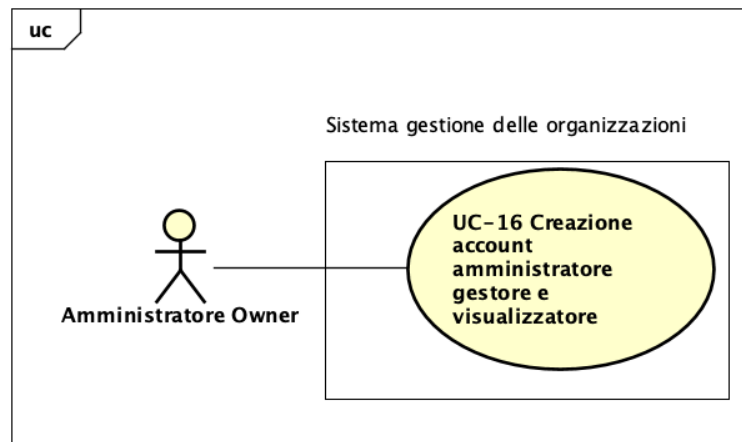 uc
Sistema gestione delle organizzazioni
UC-16 Creazione
account
amministratore
gestore e
visualizzatore
Amministratore Owner